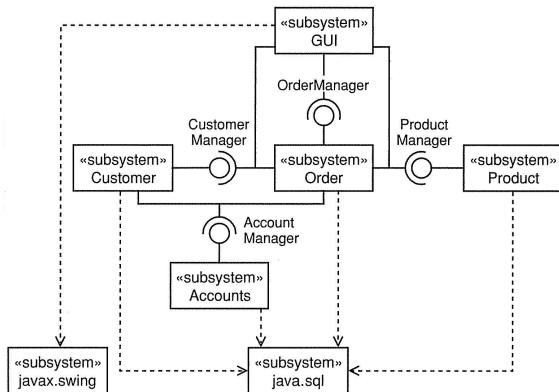 «subsystem»
GUI
OrderManager
Customer
Manager
Product
Manager
«subsystem»
Customer
«subsystem»
Order
«subsystem»
Product
Account
Manager
«subsystem»
Accounts
«subsystem»
javax.swing
«subsystem»
java.sql